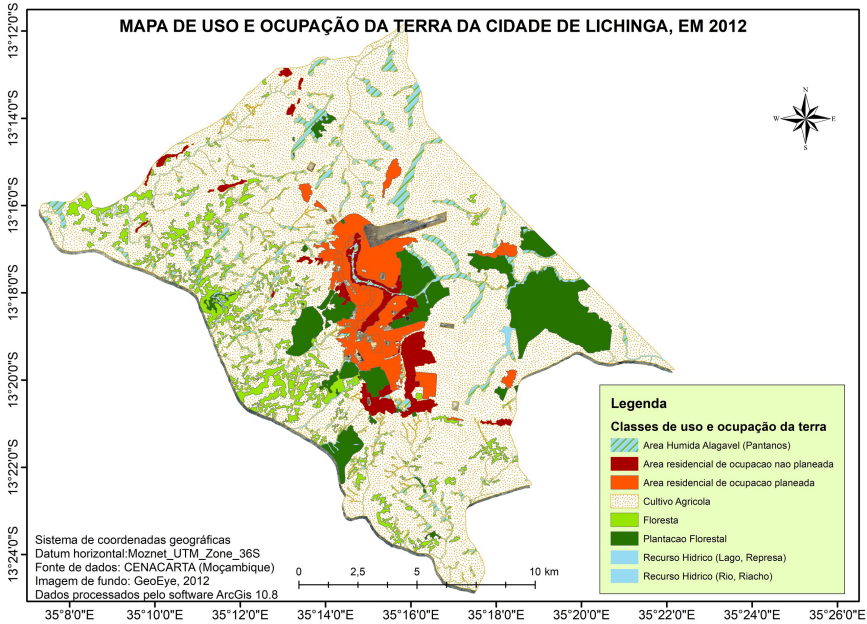 MAPA DE USO E OCUPAÇÃO DA TERRA DA CIDADE DE LICHINGA, EM 2012
13°12'0"S
13°14'0"S
13°16'0"S
13°18'0"S
13°20'0"S
13°22'0"S
13°24'0"S
N
W E
S
Legenda
Classes de uso e ocupação da terra
Area Humida Alagavel (Pantanos)
Area residencial de ocupacao nao planeada
Area residencial de ocupacao planeada
Cultivo Agricola
Floresta
Plantacao Florestal
Recurso Hidrico (Lago, Represa)
Recurso Hidrico (Rio, Riacho)
Sistema de coordenadas geográficas
Datum horizontal:Moznet_UTM_Zone_36S
Fonte de dados: CENACARTA (Moçambique)
Imagem de fundo: GeoEye, 2012
Dados processados pelo software ArcGis 10.8
0 2,5 5 10 km
35°8'0"E 35°10'0"E 35°12'0"E 35°14'0"E 35°16'0"E 35°18'0"E 35°20'0"E 35°22'0"E 35°24'0"E 35°26'0"E